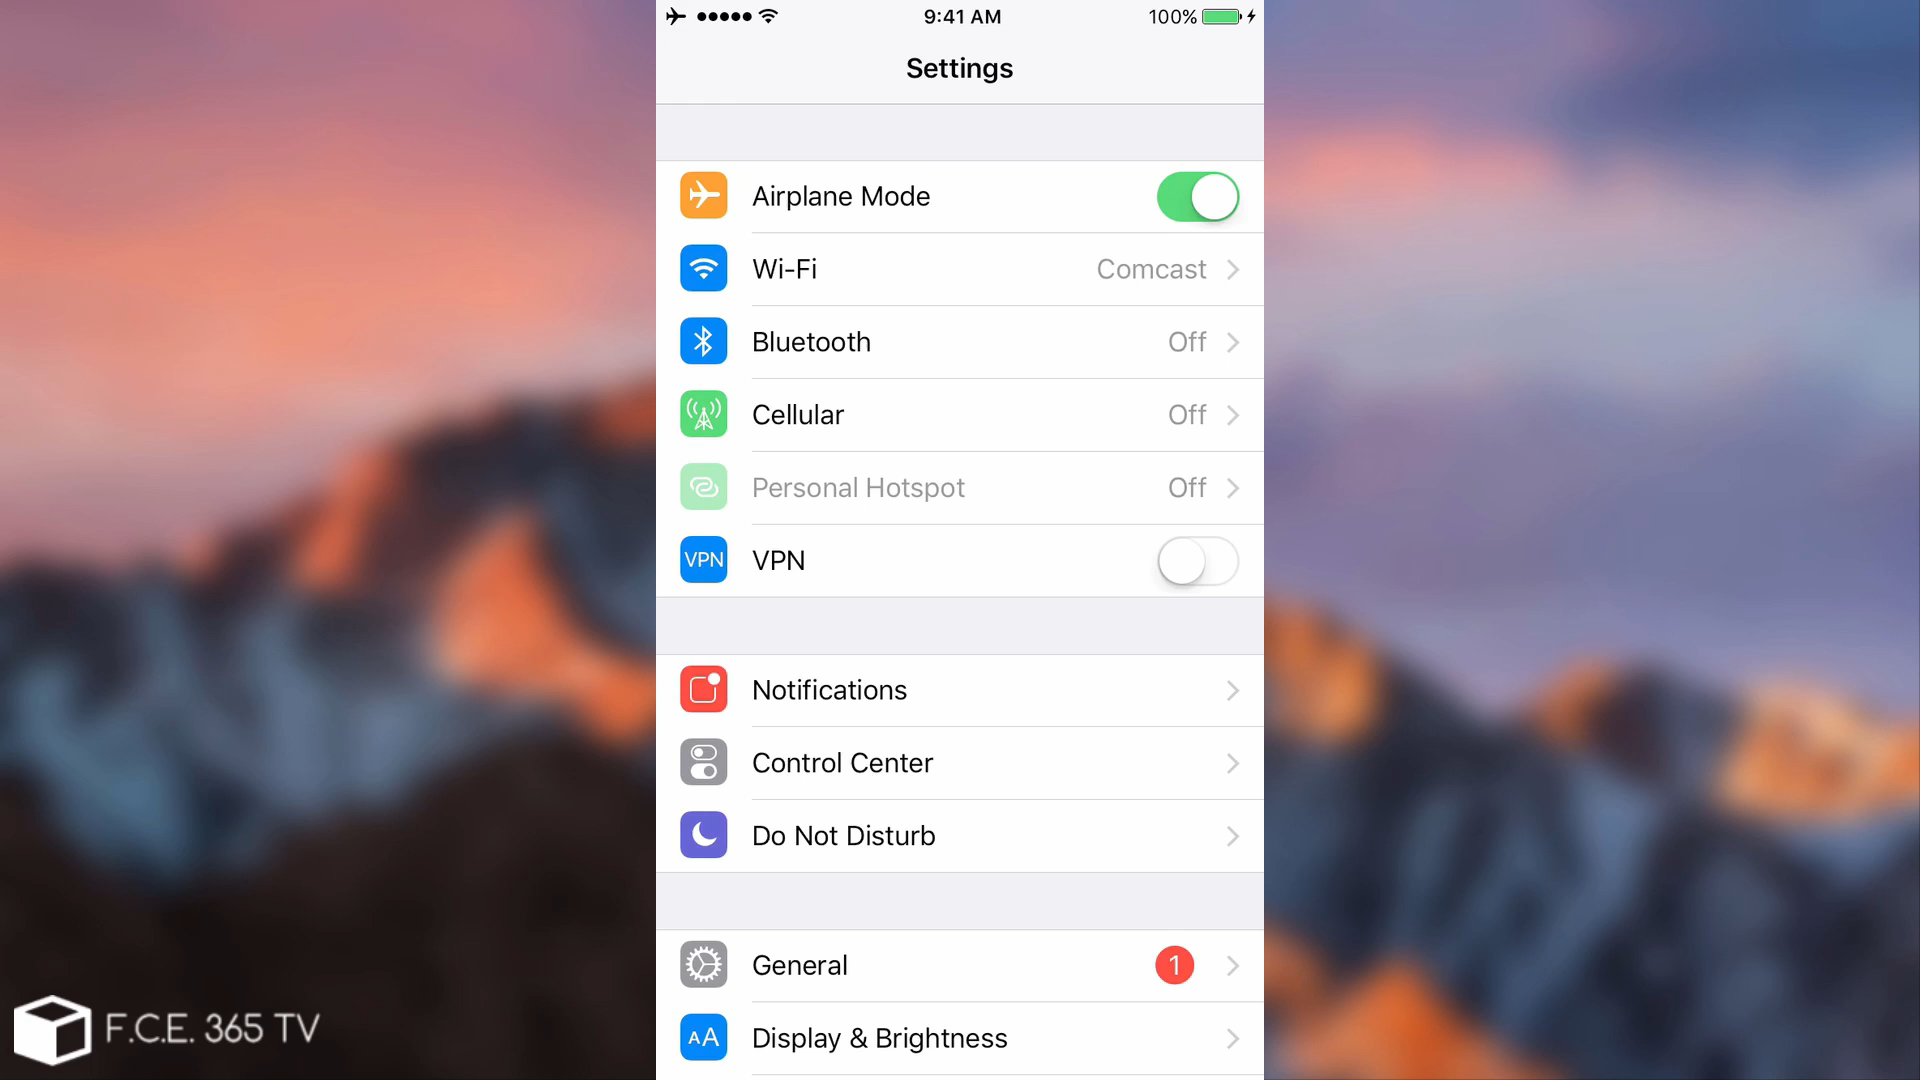 9:41 AM
100%
Settings
Airplane Mode
Wi-Fi Comcast
Bluetooth Off
Cellular Off
Personal Hotspot Off
VPN VPN
Notifications
Control Center
Do Not Disturb
General 1
AA Display & Brightness
F.C.E. 365 TV